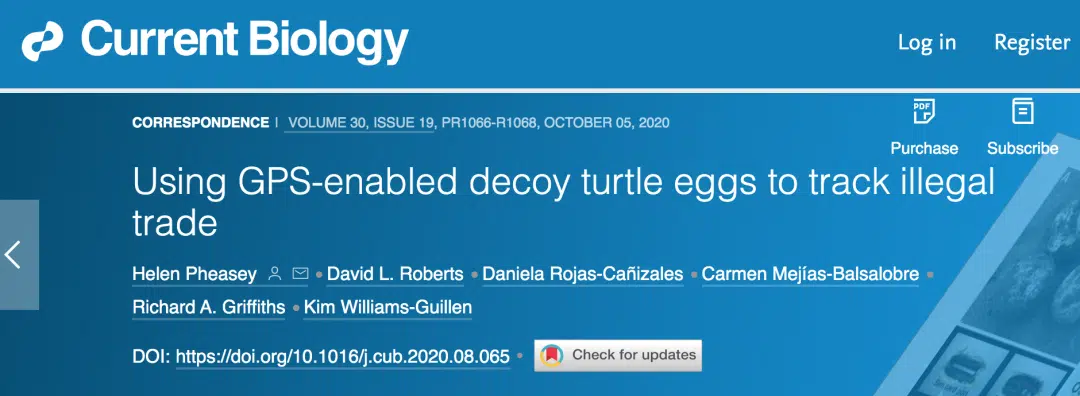 Current Biology
Log in Register
CORRESPONDENCE | VOLUME 30, ISSUE 19, PR1066-R1068, OCTOBER 05, 2020
PDF
Purchase Subscribe
Using GPS-enabled decoy turtle eggs to track illegal
trade
Helen Pheasey • David L. Roberts • Daniela Rojas-Cañizales • Carmen Mejías-Balsalobre •
Richard A. Griffiths • Kim Williams-Guillen
DOI: https://doi.org/10.1016/j.cub.2020.08.065 • Check for updates